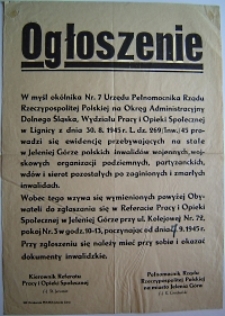 Ogłoszenie
W myśl okólnika Nr. 7 Urzędu Pełnomocnika Rządu
Rzeczypospolitej Polskiej na Okręg Administracyjny
Dolnego Śląska, Wydziału Pracy i Opieki Społecznej
w Lignicy z dnia 30. 8. 1945 r. L. dz. 269 (Inw.) 45 pro-
wadzi się ewidencję przebywających na stałe
w Jeleniej Górze polskich inwalidów wojennych, woj-
skowych organizacji podziemnych, partyzanckich,
wdów i sierot pozostałych po zaginionych i zmarłych
inwalidach.
Wobec tego wzywa się wymienionych powyżej Oby-
wateli do zgłaszania się w Referacie Pracy i Opieki
Społecznej w Jeleniej Górze przy ul. Kolejowej Nr. 72,
pokój Nr. 3 w godz. 10-13, poczynając od dnia 9. 1945 r.
Przy zgłoszeniu się należy mieć przy sobie i okazać
dokumenty inwalidzkie.
Kierownik Referatu
Pracy i Opieki Społecznej
Pełnomocnik Rządu
Rzeczypospolitej Polskiej
na miasto Jelenia Góra